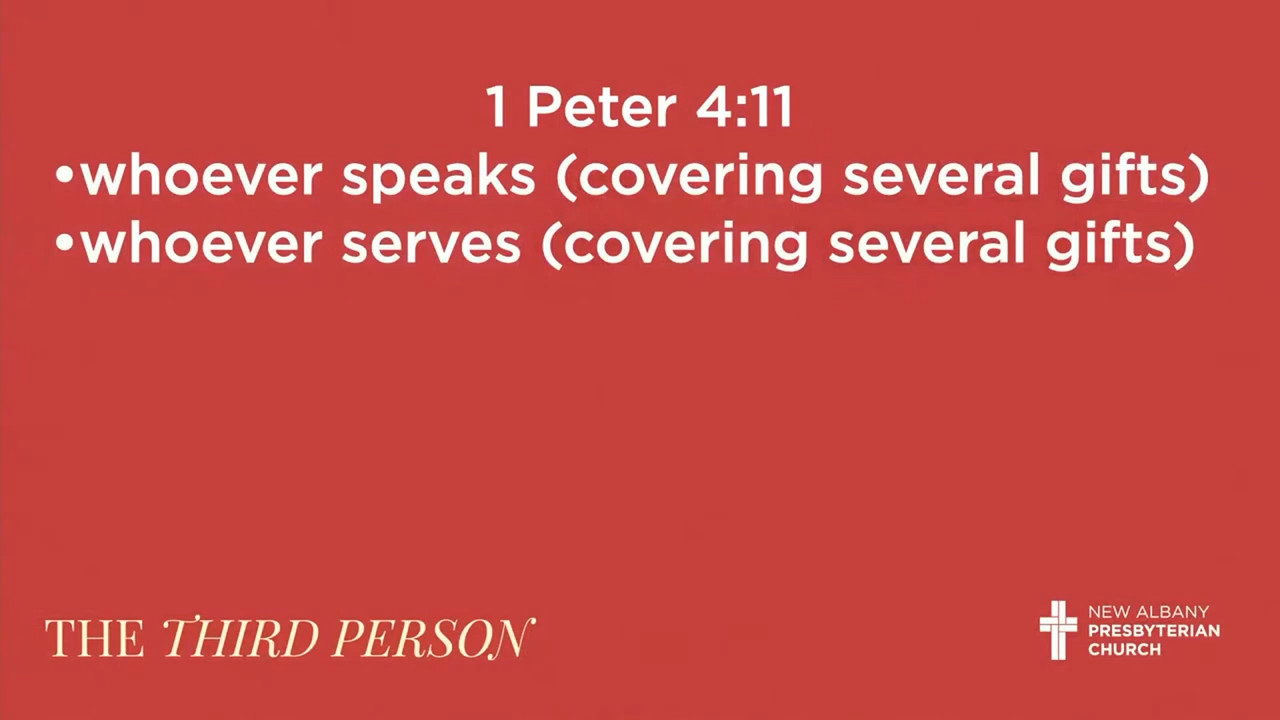 1 Peter 4:11
•whoever speaks (covering several gifts)
•whoever serves (covering several gifts)
THE THIRD PERSON
NEW ALBANY
PRESBYTERIAN
CHURCH